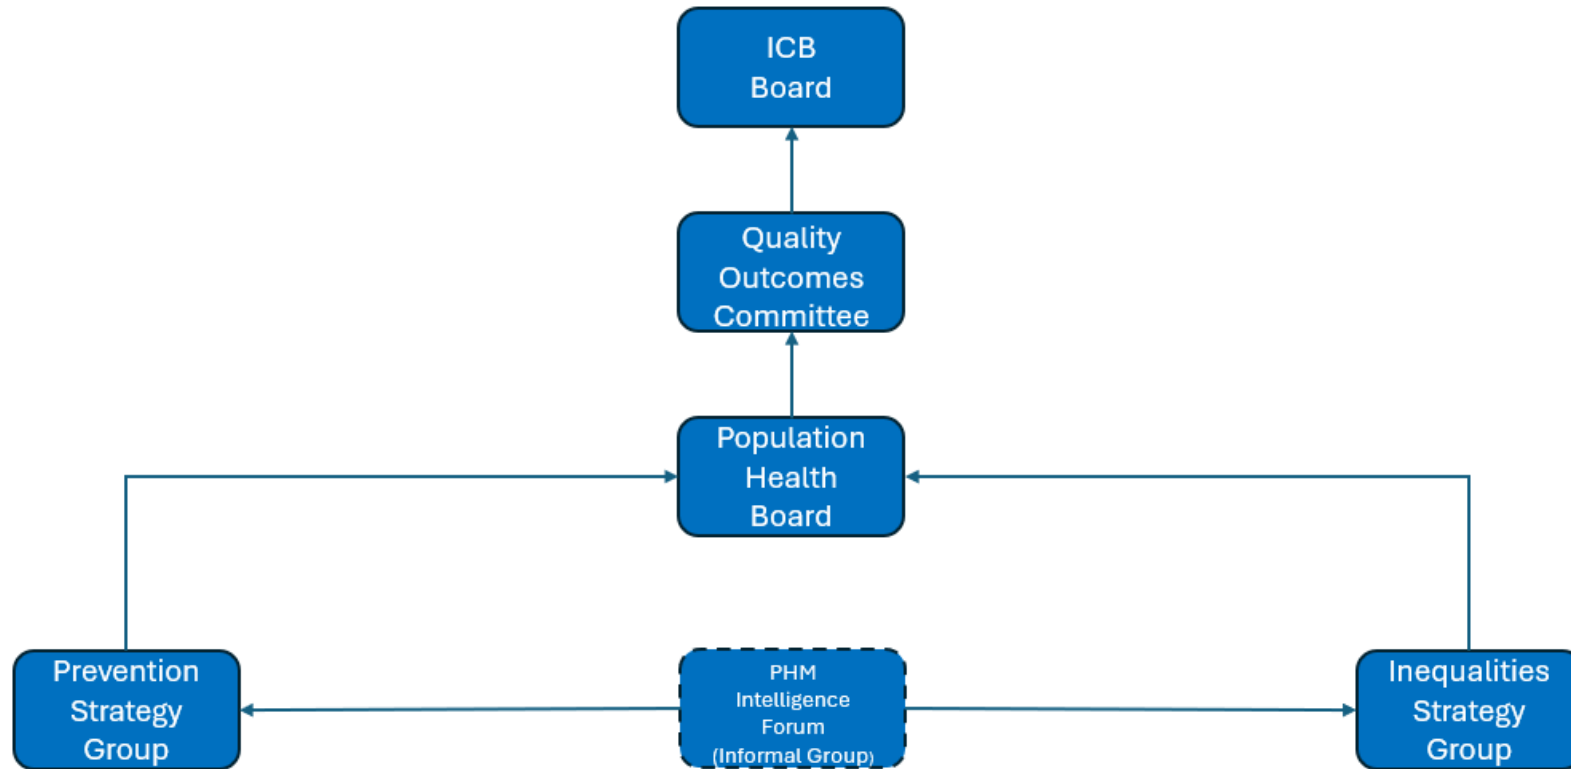 ICB
Board
Quality
Outcomes
Committee
Population
Health
Board
Prevention
Strategy
Group
PHM
Intelligence
Forum
(Informal Group)
Inequalities
Strategy
Group